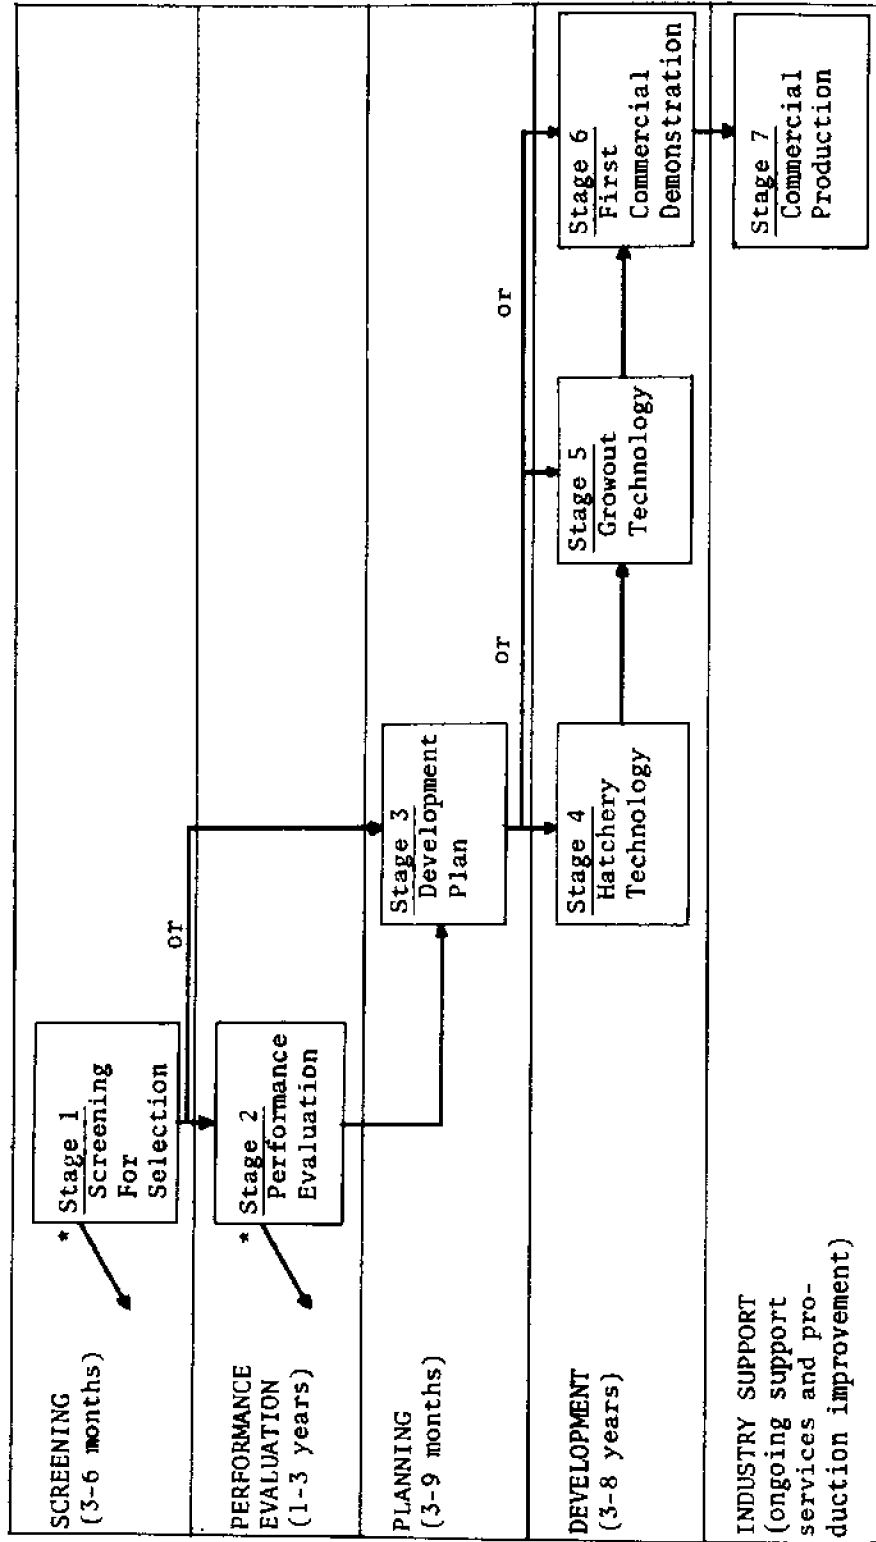 SCREENING
(3-6 months)
* Stage 1
Screening
For
Selection
or
PERFORMANCE
EVALUATION
(1-3 years)
* Stage 2
Performance
Evaluation
PLANNING
(3-9 months)
Stage 3
Development
Plan
or
or
DEVELOPMENT
(3-8 years)
Stage 4
Hatchery
Technology
Stage 5
Growout
Technology
Stage 6
First
Commercial
Demonstration
INDUSTRY SUPPORT
(ongoing support
services and pro-
duction improvement)
Stage 7
Commercial
Production